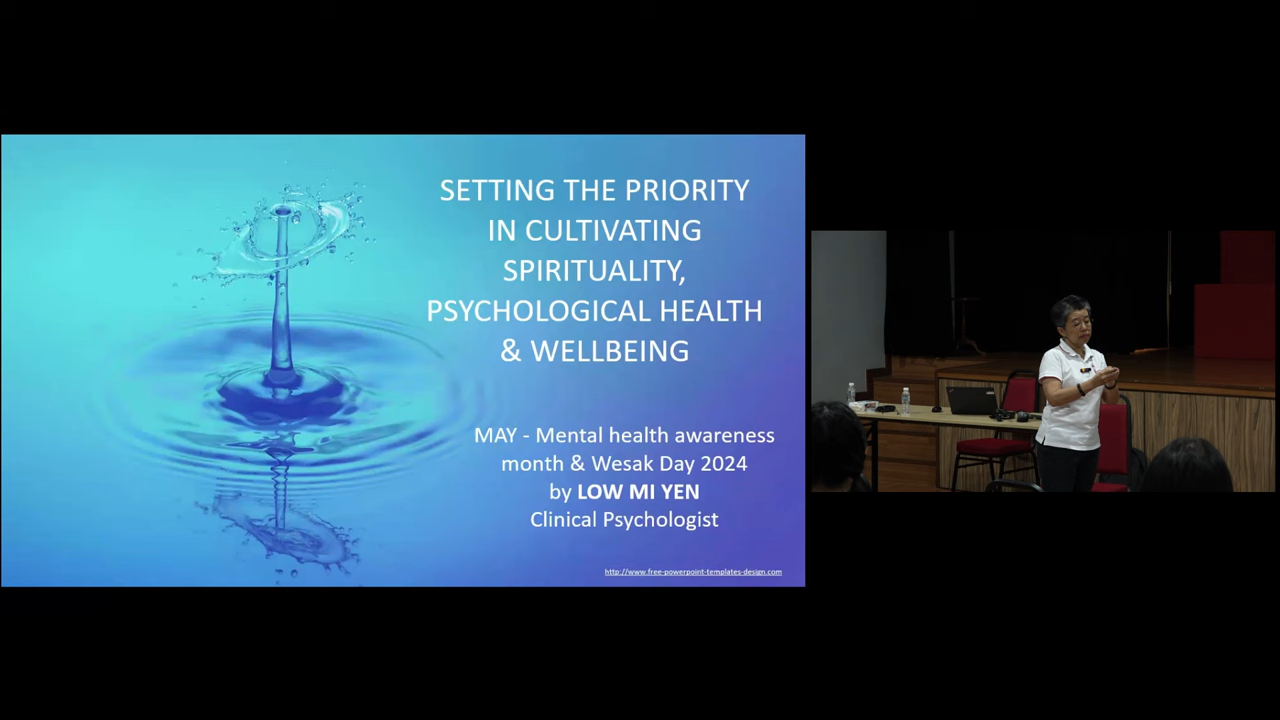 SETTING THE PRIORITY
IN CULTIVATING
SPIRITUALITY,
PSYCHOLOGICAL HEALTH
& WELLBEING
MAY - Mental health awareness
month & Wesak Day 2024
by LOW MI YEN
Clinical Psychologist
http://www.free-powerpoint-templates-design.com